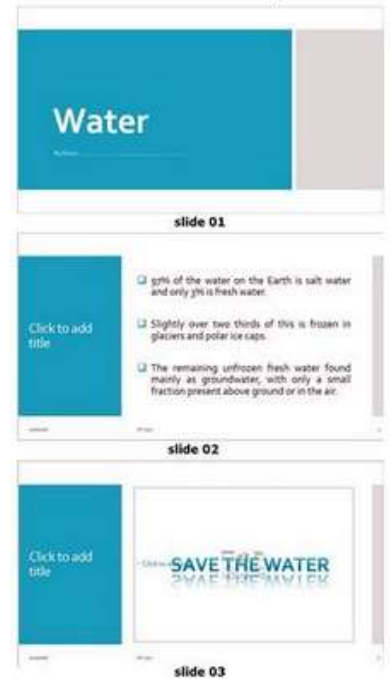 Water
slide 01
Click to add
title
97% of the water on the Earth is salt water
and only 3% is fresh water.
Slightly over two thirds of this is frozen in
glaciers and polar ice caps.
The remaining unfrozen fresh water found
mainly as groundwater, with only a small
fraction present above ground or in the air.
slide 02
Click to add
title
SAVE THE WATER
slide 03